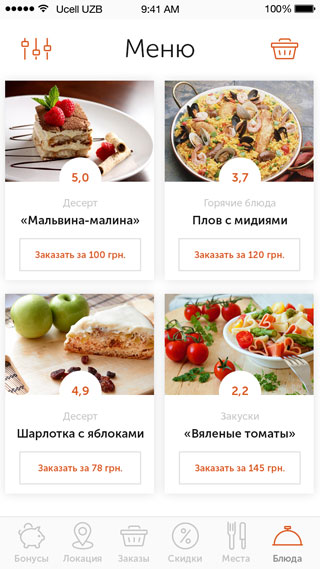 Ucell UZB 9:41 AM 100%
Меню
5,0
Десерт
«Мальвина-малина»
Заказать за 100 грн.
3,7
Горячие блюда
Плов с мидиями
Заказать за 120 грн.
4,9
Десерт
Шарлотка с яблоками
Заказать за 78 грн.
2,2
Закуски
«Вяленые томаты»
Заказать за 145 грн.
Бонусы Локация Заказы Скидки Места Блюда